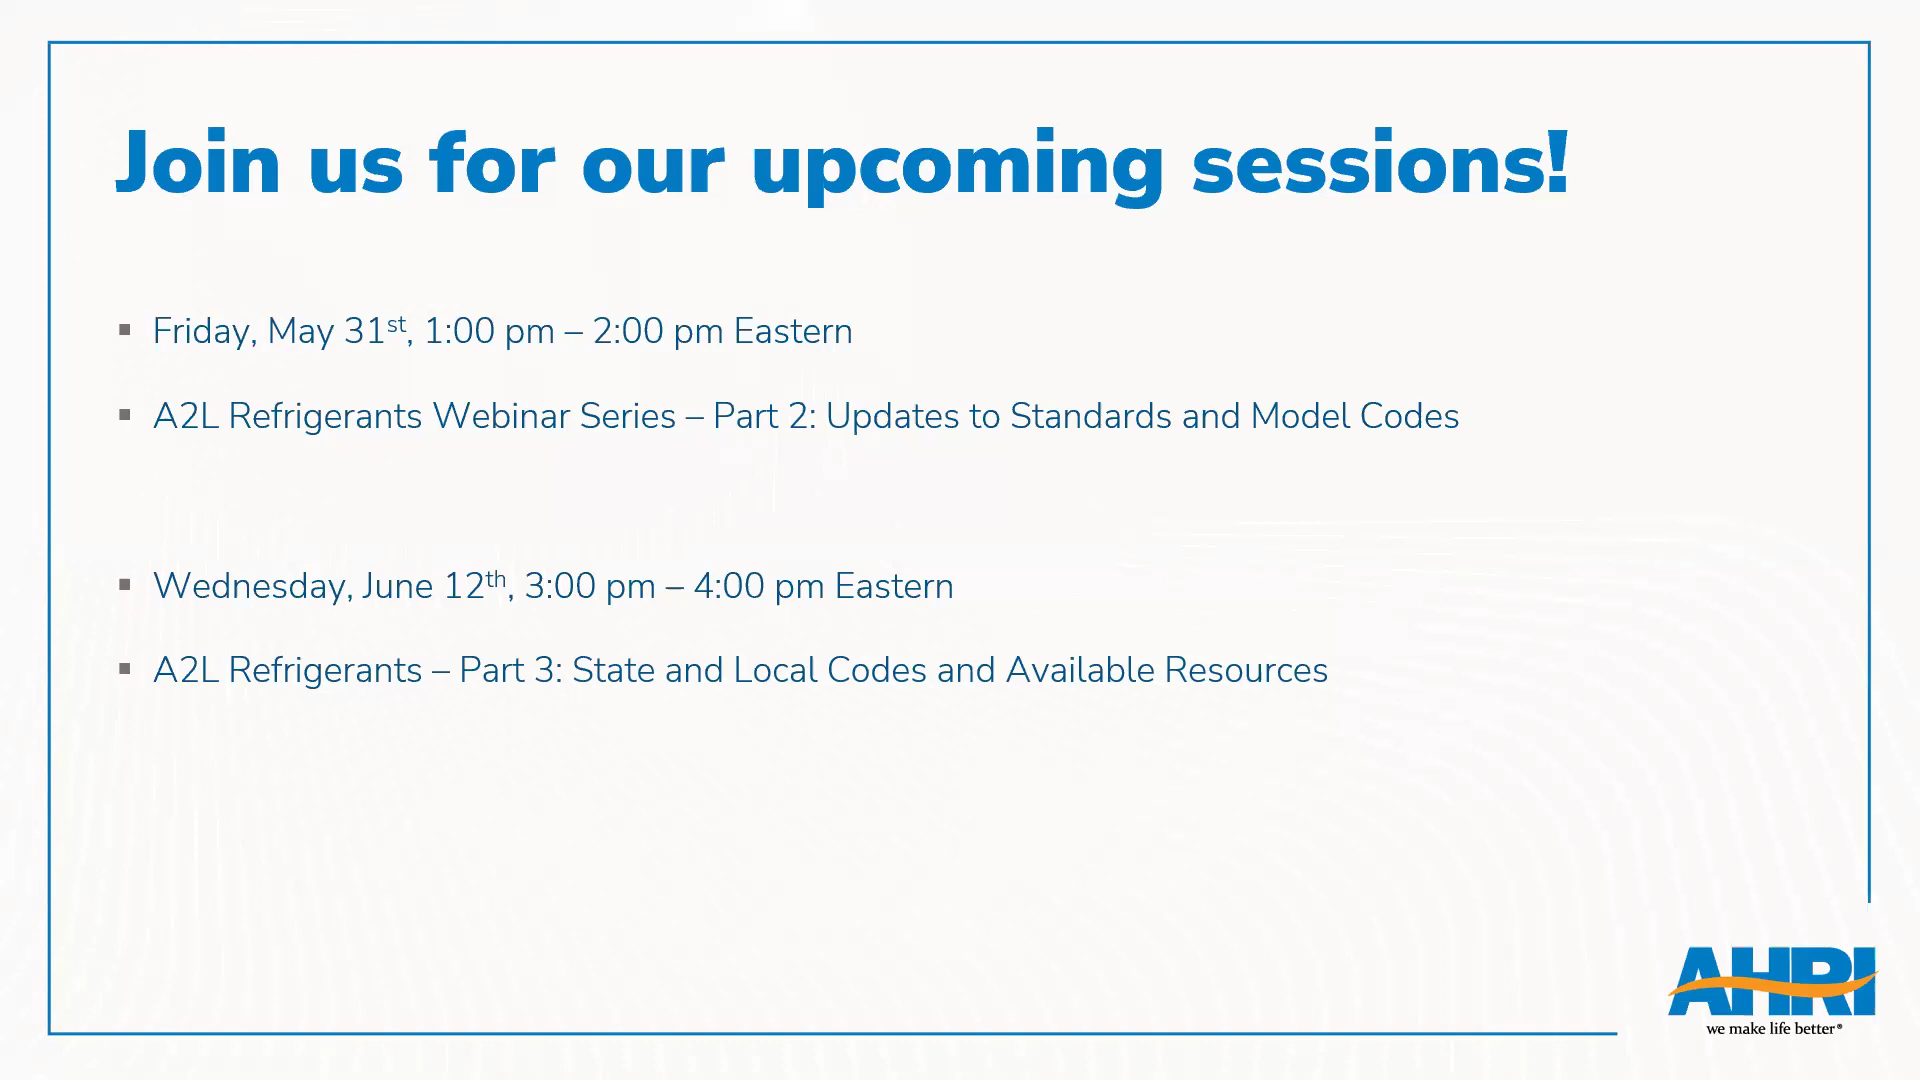 Join us for our upcoming sessions!
▪ Friday, May 31st, 1:00 pm – 2:00 pm Eastern
▪ A2L Refrigerants Webinar Series – Part 2: Updates to Standards and Model Codes
▪ Wednesday, June 12th, 3:00 pm – 4:00 pm Eastern
▪ A2L Refrigerants – Part 3: State and Local Codes and Available Resources
AHRI
we make life better®